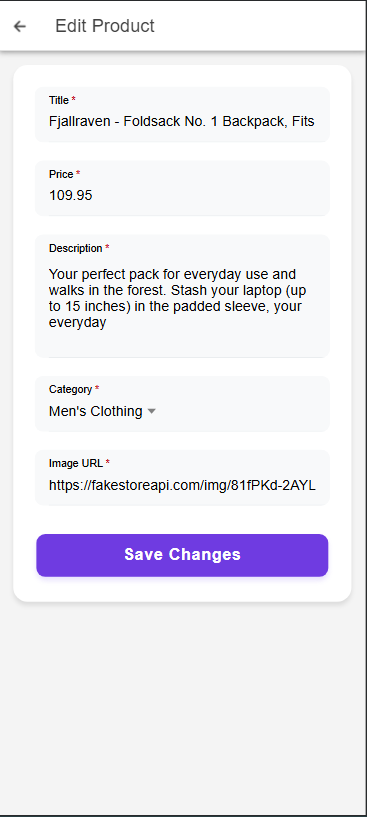 Edit Product
Title *
Fjallraven - Foldsack No. 1 Backpack, Fits
Price *
109.95
Description *
Your perfect pack for everyday use and
walks in the forest. Stash your laptop (up
to 15 inches) in the padded sleeve, your
everyday
Category *
Men's Clothing
Image URL *
https://fakestoreapi.com/img/81fPKd-2AYL
Save Changes